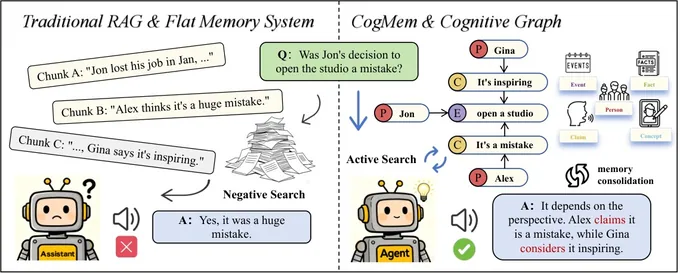 Traditional RAG & Flat Memory System
Chunk A: "Jon lost his job in Jan, ..."
Chunk B: "Alex thinks it's a huge mistake."
Chunk C: "..., Gina says it's inspiring."
Q: Was Jon's decision to
open the studio a mistake?
Negative Search
?
Assistant
A: Yes, it was a huge
mistake.
CogMem & Cognitive Graph
P Gina
C It's inspiring
P Jon
E open a studio
C It's a mistake
P Alex
Active Search
EVENTS
Event
FACTS
Fact
Person
Claim
Concept
memory
consolidation
Agent
A: It depends on the
perspective. Alex claims it
is a mistake, while Gina
considers it inspiring.